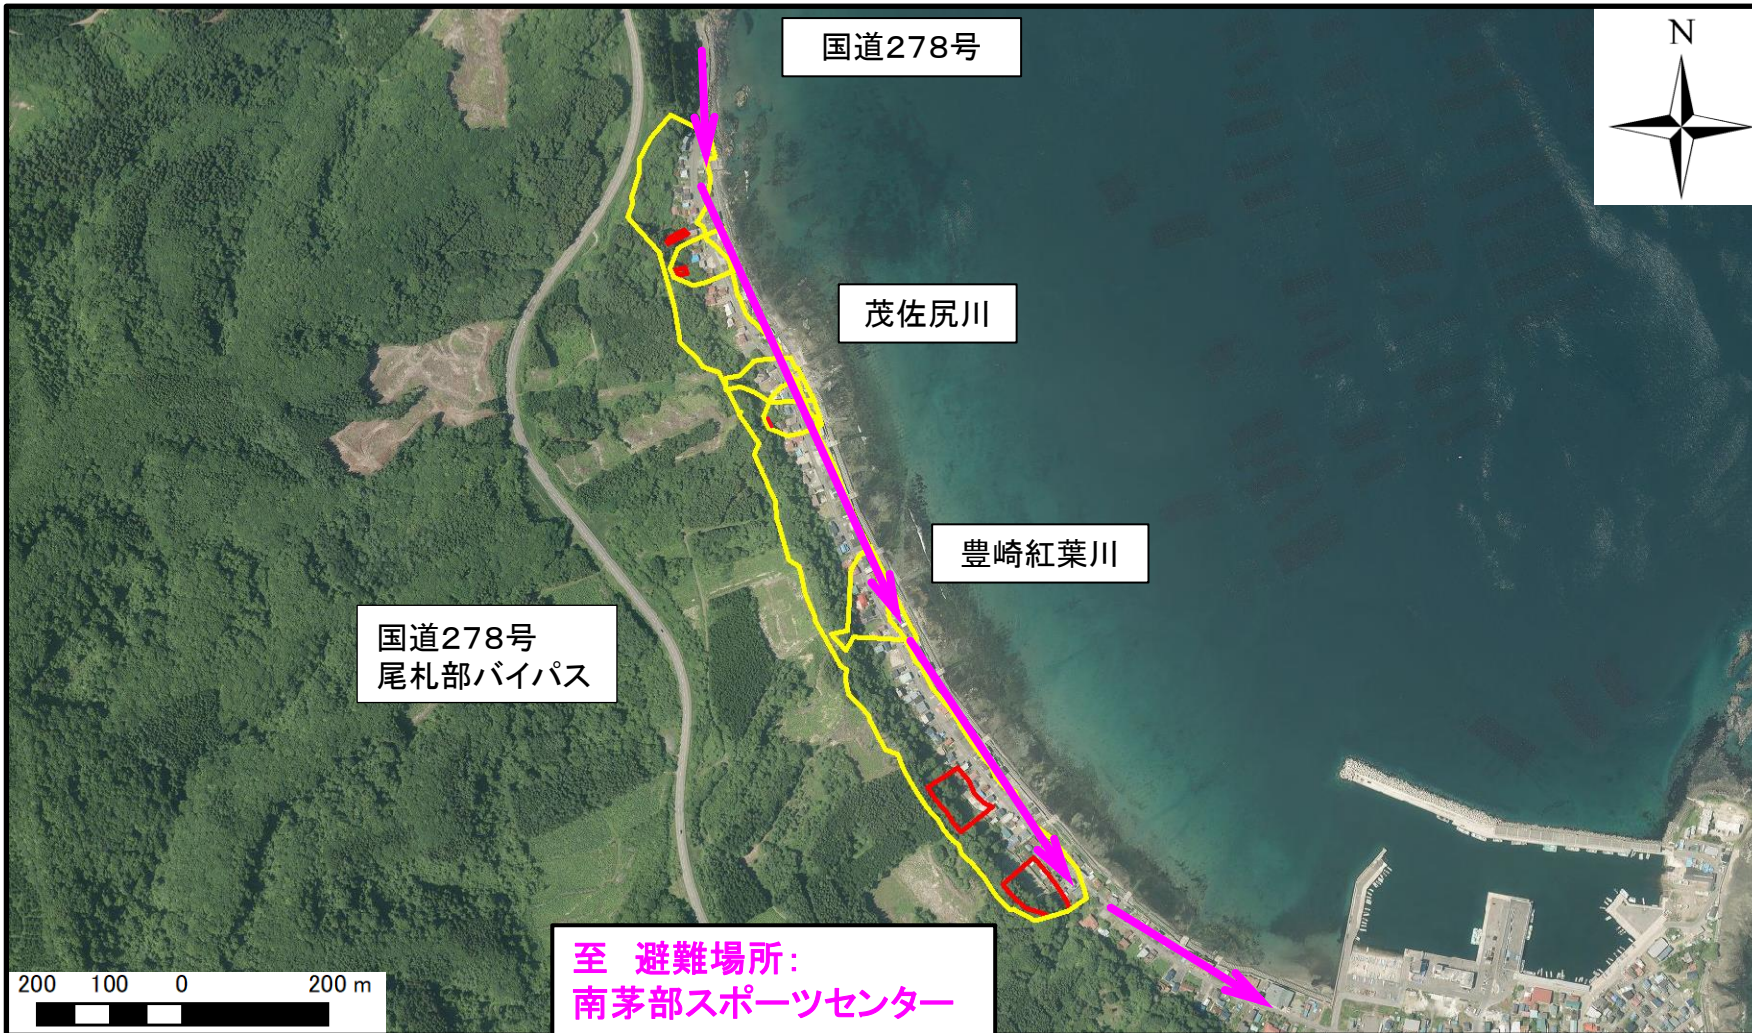 国道278号
N
茂佐尻川
豊崎紅葉川
国道278号
尾札部バイパス
至 避難場所：
南茅部スポーツセンター
200 100 0 200 m